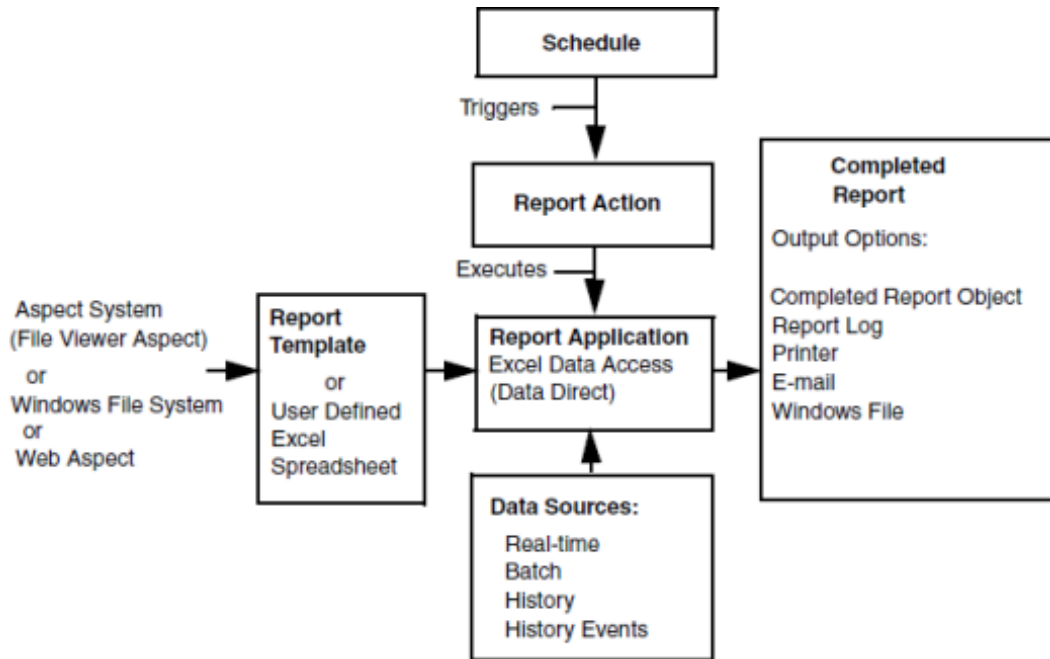 Schedule
Triggers
Report Action
Executes
Aspect System
(File Viewer Aspect)
or
Windows File System
or
Web Aspect
Report
Template
or
User Defined
Excel
Spreadsheet
Report Application
Excel Data Access
(Data Direct)
Data Sources:
Real-time
Batch
History
History Events
Completed
Report
Output Options:
Completed Report Object
Report Log
Printer
E-mail
Windows File